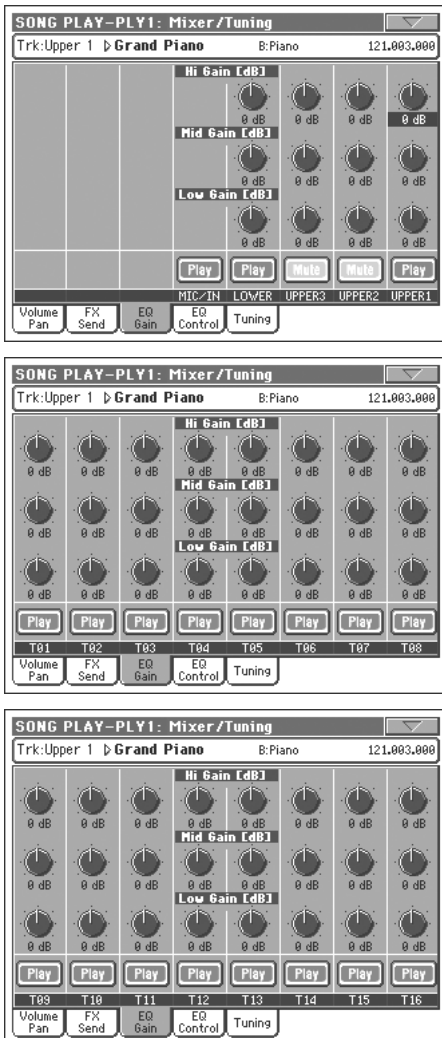 SONG PLAY-PLY1: Mixer/Tuning
Trk:Upper 1 Grand Piano B:Piano 121.003.000
Hi Gain [dB]
0 dB 0 dB 0 dB 0 dB
Mid Gain [dB]
0 dB 0 dB 0 dB 0 dB
Low Gain [dB]
0 dB 0 dB 0 dB 0 dB
Play Play Mute Mute Play
MIC/IN LOWER UPPER3 UPPER2 UPPER1
Volume Pan FX Send EQ Gain EQ Control Tuning
SONG PLAY-PLY1: Mixer/Tuning
Trk:Upper 1 Grand Piano B:Piano 121.003.000
Hi Gain [dB]
0 dB 0 dB 0 dB 0 dB 0 dB 0 dB 0 dB 0 dB
Mid Gain [dB]
0 dB 0 dB 0 dB 0 dB 0 dB 0 dB 0 dB 0 dB
Low Gain [dB]
0 dB 0 dB 0 dB 0 dB 0 dB 0 dB 0 dB 0 dB
Play Play Play Play Play Play Play Play
T01 T02 T03 T04 T05 T06 T07 T08
Volume Pan FX Send EQ Gain EQ Control Tuning
SONG PLAY-PLY1: Mixer/Tuning
Trk:Upper 1 Grand Piano B:Piano 121.003.000
Hi Gain [dB]
0 dB 0 dB 0 dB 0 dB 0 dB 0 dB 0 dB 0 dB
Mid Gain [dB]
0 dB 0 dB 0 dB 0 dB 0 dB 0 dB 0 dB 0 dB
Low Gain [dB]
0 dB 0 dB 0 dB 0 dB 0 dB 0 dB 0 dB 0 dB
Play Play Play Play Play Play Play Play
T09 T10 T11 T12 T13 T14 T15 T16
Volume Pan FX Send EQ Gain EQ Control Tuning